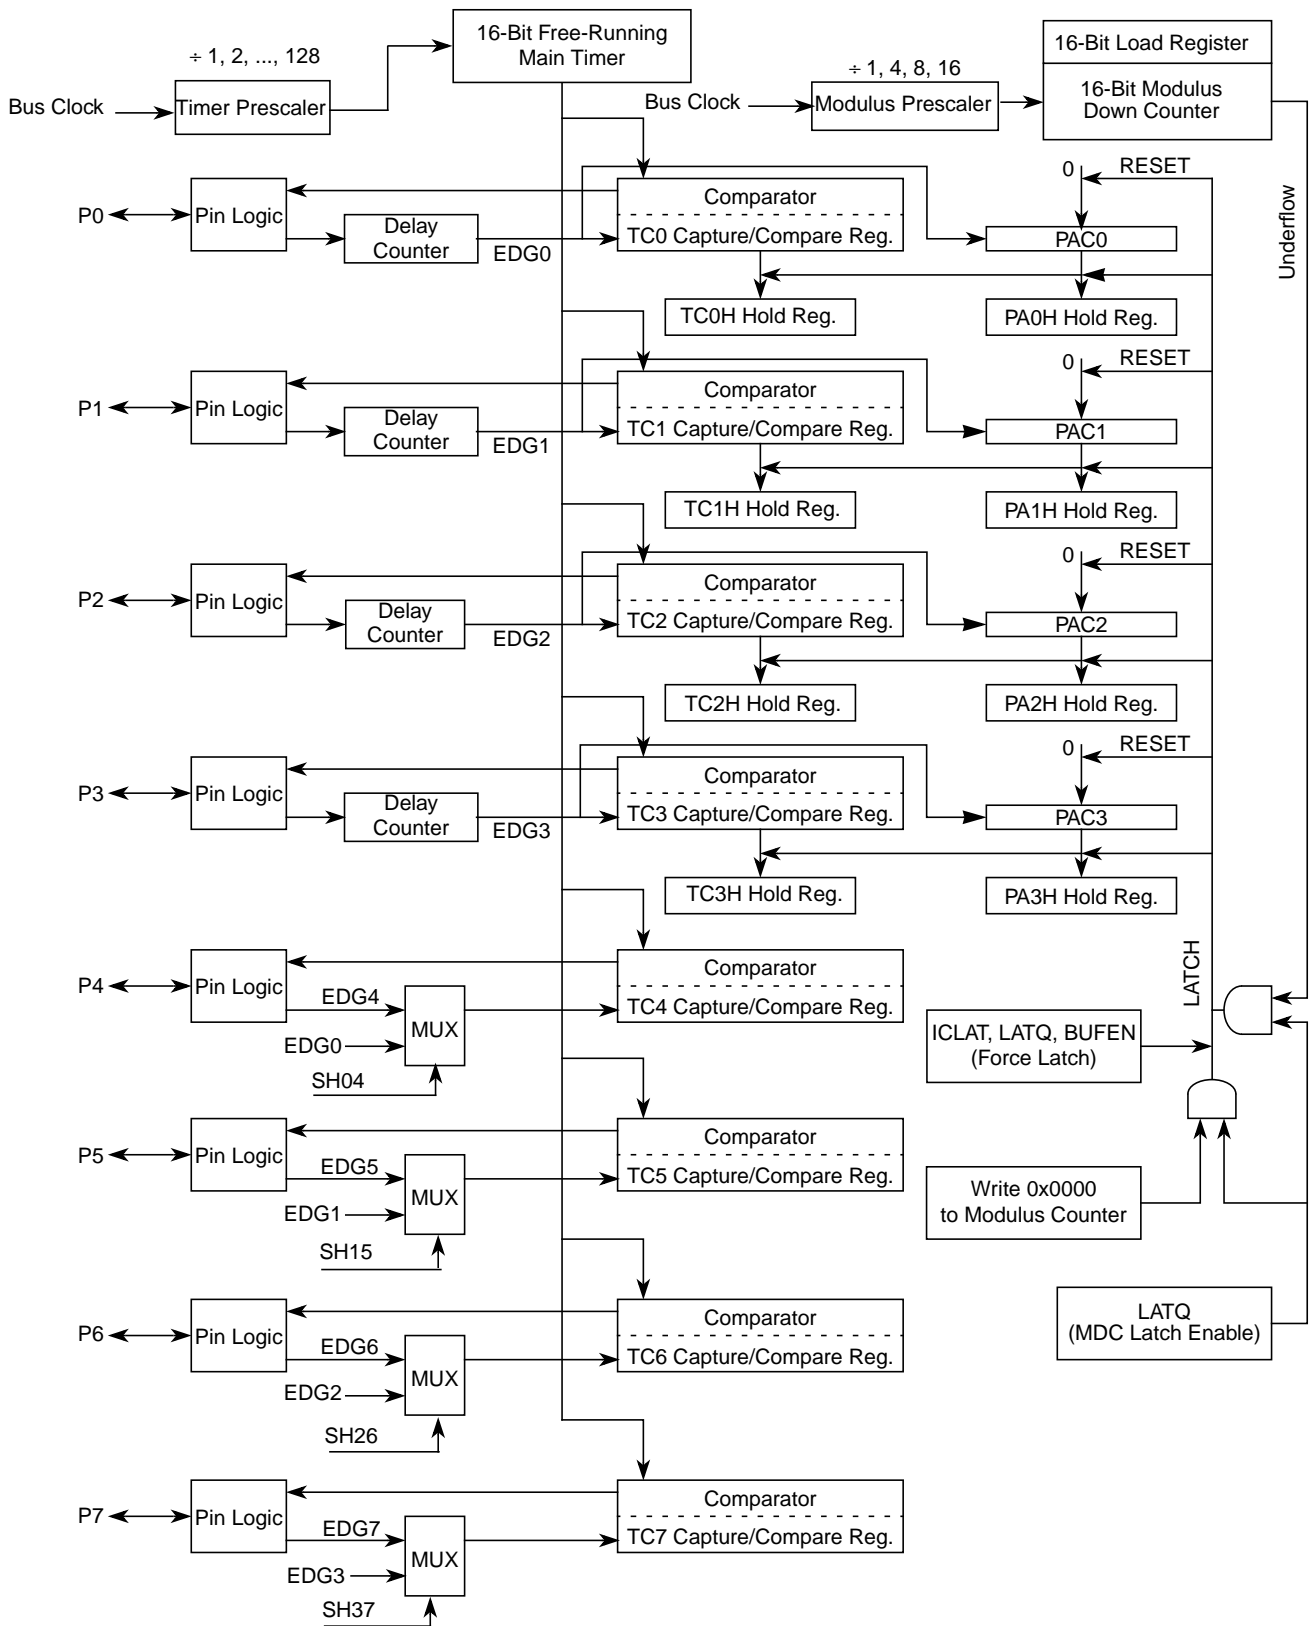 ÷ 1, 2, ..., 128
Bus Clock
Timer Prescaler
16-Bit Free-Running
Main Timer
÷ 1, 4, 8, 16
Bus Clock
Modulus Prescaler
16-Bit Load Register
16-Bit Modulus
Down Counter
Underflow
P0
Pin Logic
Delay
Counter
EDG0
Comparator
TC0 Capture/Compare Reg.
TC0H Hold Reg.
0
RESET
PAC0
PA0H Hold Reg.
P1
Pin Logic
Delay
Counter
EDG1
Comparator
TC1 Capture/Compare Reg.
TC1H Hold Reg.
0
RESET
PAC1
PA1H Hold Reg.
P2
Pin Logic
Delay
Counter
EDG2
Comparator
TC2 Capture/Compare Reg.
TC2H Hold Reg.
0
RESET
PAC2
PA2H Hold Reg.
P3
Pin Logic
Delay
Counter
EDG3
Comparator
TC3 Capture/Compare Reg.
TC3H Hold Reg.
0
RESET
PAC3
PA3H Hold Reg.
P4
Pin Logic
EDG4
EDG0
MUX
SH04
Comparator
TC4 Capture/Compare Reg.
LATCH
ICLAT, LATQ, BUFEN
(Force Latch)
P5
Pin Logic
EDG5
EDG1
MUX
SH15
Comparator
TC5 Capture/Compare Reg.
Write 0x0000
to Modulus Counter
P6
Pin Logic
EDG6
EDG2
MUX
SH26
Comparator
TC6 Capture/Compare Reg.
LATQ
(MDC Latch Enable)
P7
Pin Logic
EDG7
EDG3
MUX
SH37
Comparator
TC7 Capture/Compare Reg.